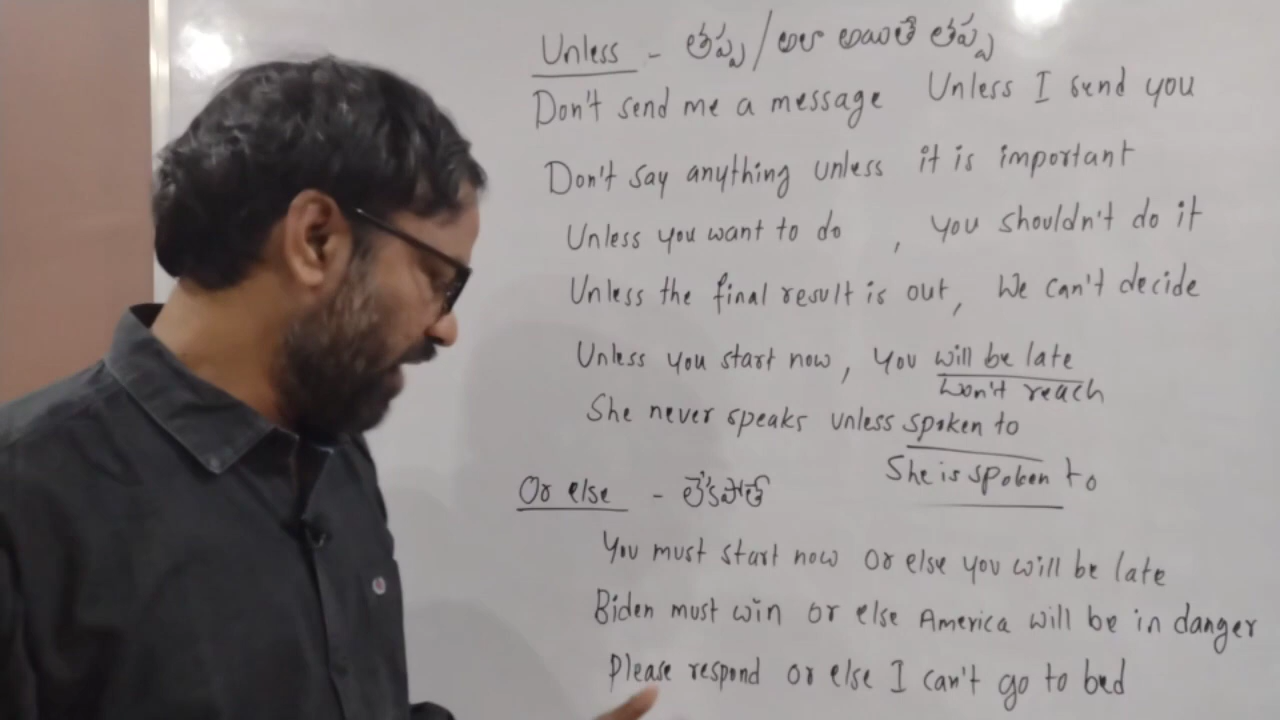 Unless - తప్ప / అలా అయితే తప్ప
Don't send me a message Unless I send you
Don't say anything unless it is important
Unless you want to do , you shouldn't do it
Unless the final result is out, We can't decide
Unless you start now, You will be late
Won't reach
She never speaks unless spoken to
She is spoken to
Or else - లేకపోతే
You must start now Or else you will be late
Biden must win or else America will be in danger
Please respond or else I can't go to bed